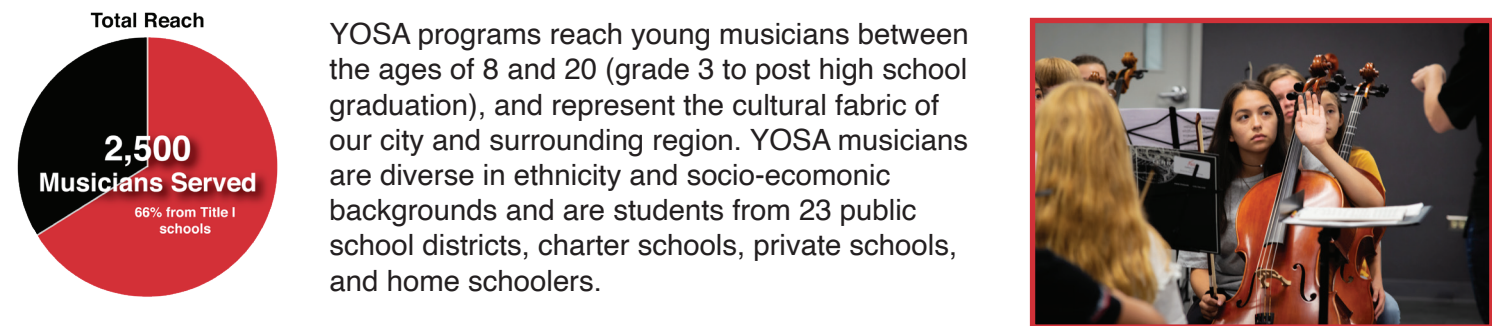 Total Reach
2,500
Musicians Served
66% from Title I
schools
YOSA programs reach young musicians between
the ages of 8 and 20 (grade 3 to post high school
graduation), and represent the cultural fabric of
our city and surrounding region. YOSA musicians
are diverse in ethnicity and socio-ecomonic
backgrounds and are students from 23 public
school districts, charter schools, private schools,
and home schoolers.